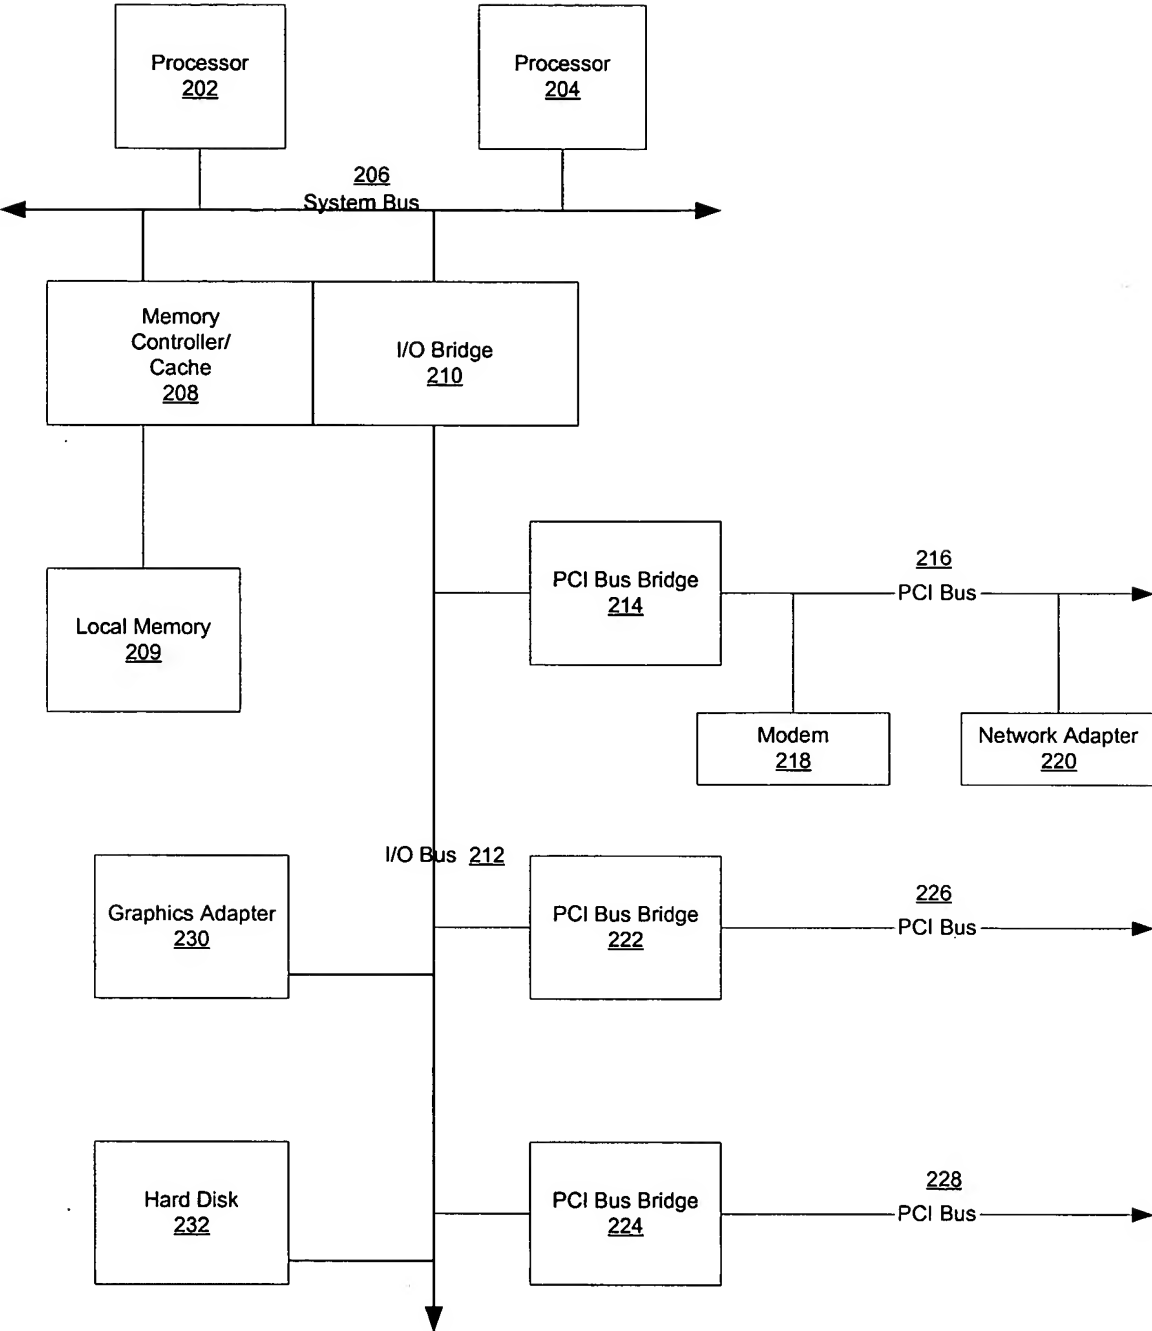 Processor
202
Processor
204
206
System Bus
Memory
Controller/
Cache
208
I/O Bridge
210
PCI Bus Bridge
214
216
PCI Bus
Local Memory
209
Modem
218
Network Adapter
220
I/O Bus 212
Graphics Adapter
230
PCI Bus Bridge
222
226
PCI Bus
Hard Disk
232
PCI Bus Bridge
224
228
PCI Bus